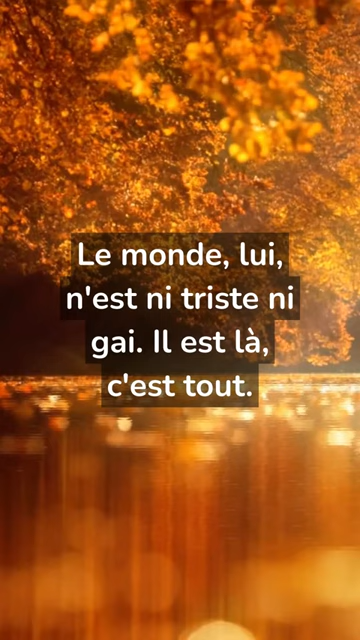 Le monde, lui,
n'est ni triste ni
gai. Il est là,
c'est tout.